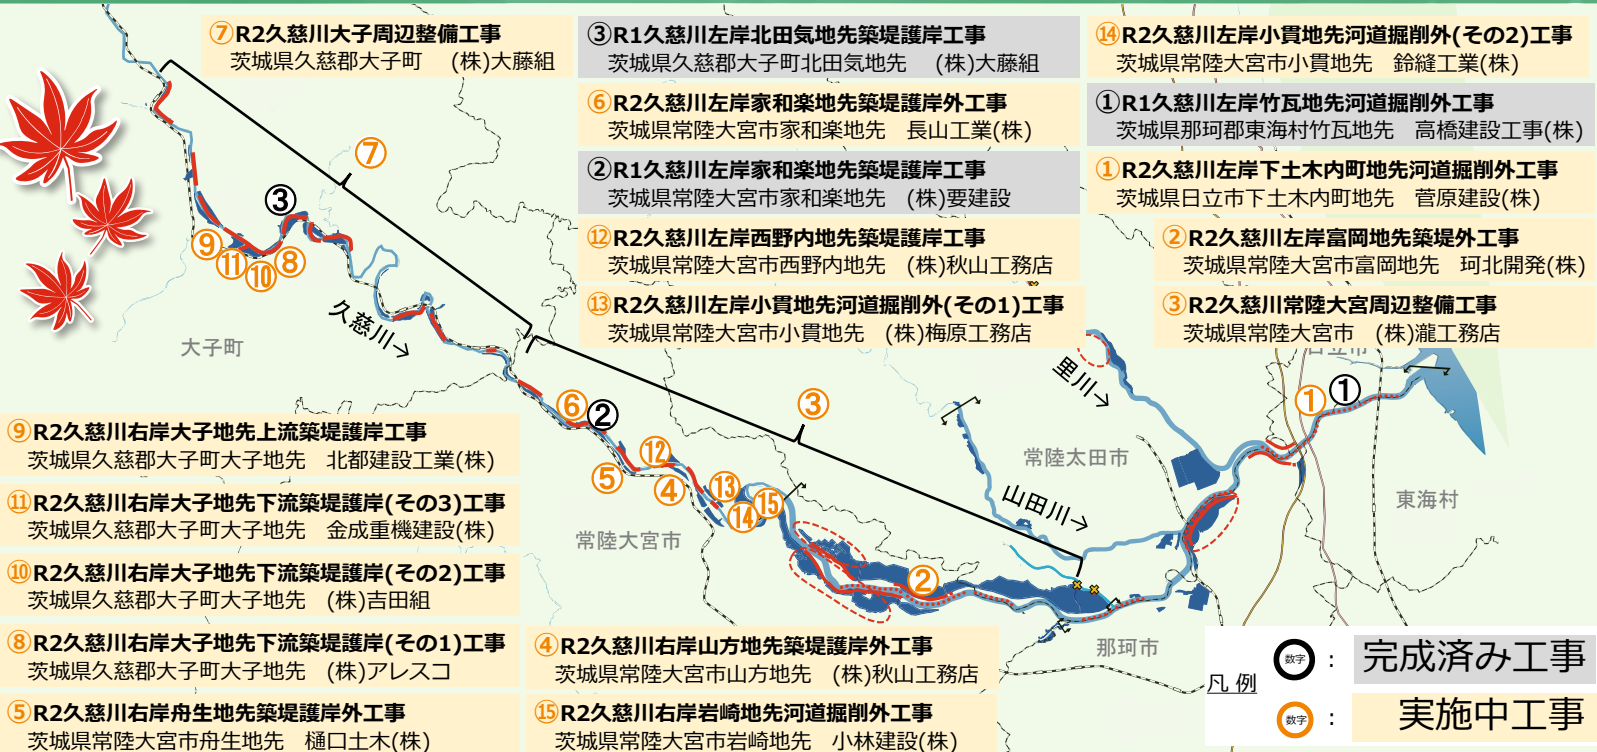 ⑦R2久慈川大子周辺整備工事
茨城県久慈郡大子町　(株)大藤組
③R1久慈川左岸北田気地先築堤護岸工事
茨城県久慈郡大子町北田気地先　(株)大藤組
⑥R2久慈川左岸家和楽地先築堤護岸外工事
茨城県常陸大宮市家和楽地先　長山工業(株)
②R1久慈川左岸家和楽地先築堤護岸工事
茨城県常陸大宮市家和楽地先　(株)要建設
⑫R2久慈川左岸西野内地先築堤護岸工事
茨城県常陸大宮市西野内地先　(株)秋山工務店
⑬R2久慈川左岸小貫地先河道掘削外(その1)工事
茨城県常陸大宮市小貫地先　(株)梅原工務店
⑭R2久慈川左岸小貫地先河道掘削外(その2)工事
茨城県常陸大宮市小貫地先　鈴縫工業(株)
①R1久慈川左岸竹瓦地先河道掘削外工事
茨城県那珂郡東海村竹瓦地先　高橋建設工事(株)
①R2久慈川左岸下土木内町地先河道掘削外工事
茨城県日立市下土木内町地先　菅原建設(株)
②R2久慈川左岸富岡地先築堤外工事
茨城県常陸大宮市富岡地先　珂北開発(株)
③R2久慈川常陸大宮周辺整備工事
茨城県常陸大宮市　(株)瀧工務店
⑦
③
⑨
⑪
⑩
⑧
久慈川→
大子町
日立市
里川→
③
①
①
⑥
②
⑫
⑤
④
⑬
⑭
⑮
常陸太田市
山田川→
東海村
常陸大宮市
②
那珂市
⑨R2久慈川右岸大子地先上流築堤護岸工事
茨城県久慈郡大子町大子地先　北都建設工業(株)
⑪R2久慈川右岸大子地先下流築堤護岸(その3)工事
茨城県久慈郡大子町大子地先　金成重機建設(株)
⑩R2久慈川右岸大子地先下流築堤護岸(その2)工事
茨城県久慈郡大子町大子地先　(株)吉田組
⑧R2久慈川右岸大子地先下流築堤護岸(その1)工事
茨城県久慈郡大子町大子地先　(株)アレスコ
⑤R2久慈川右岸舟生地先築堤護岸外工事
茨城県常陸大宮市舟生地先　樋口土木(株)
④R2久慈川右岸山方地先築堤護岸外工事
茨城県常陸大宮市山方地先　(株)秋山工務店
⑮R2久慈川右岸岩崎地先河道掘削外工事
茨城県常陸大宮市岩崎地先　小林建設(株)
凡例
数字：完成済み工事
数字：実施中工事